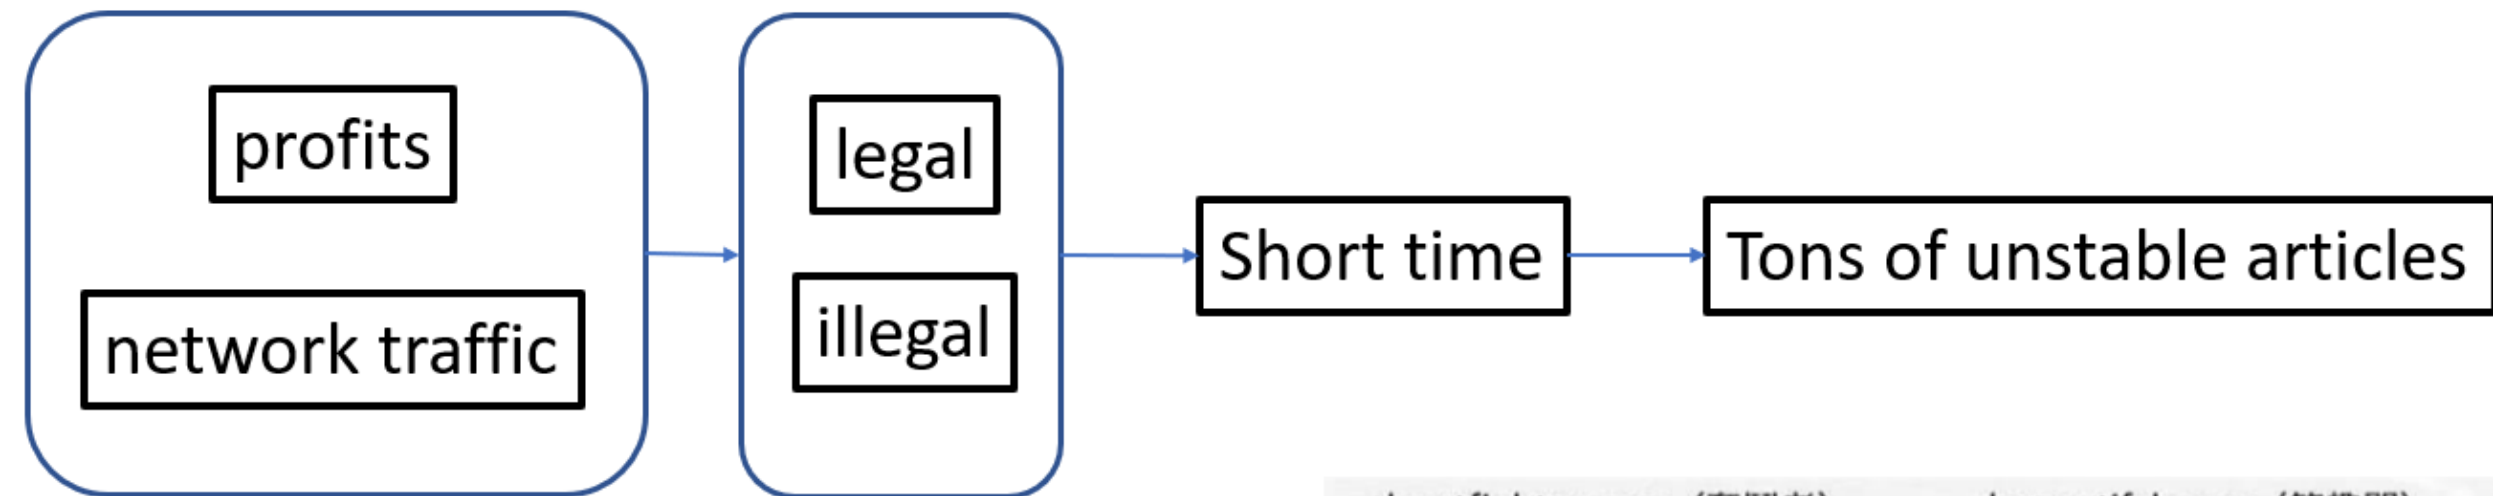 profits
network traffic
legal
illegal
Short time
Tons of unstable articles